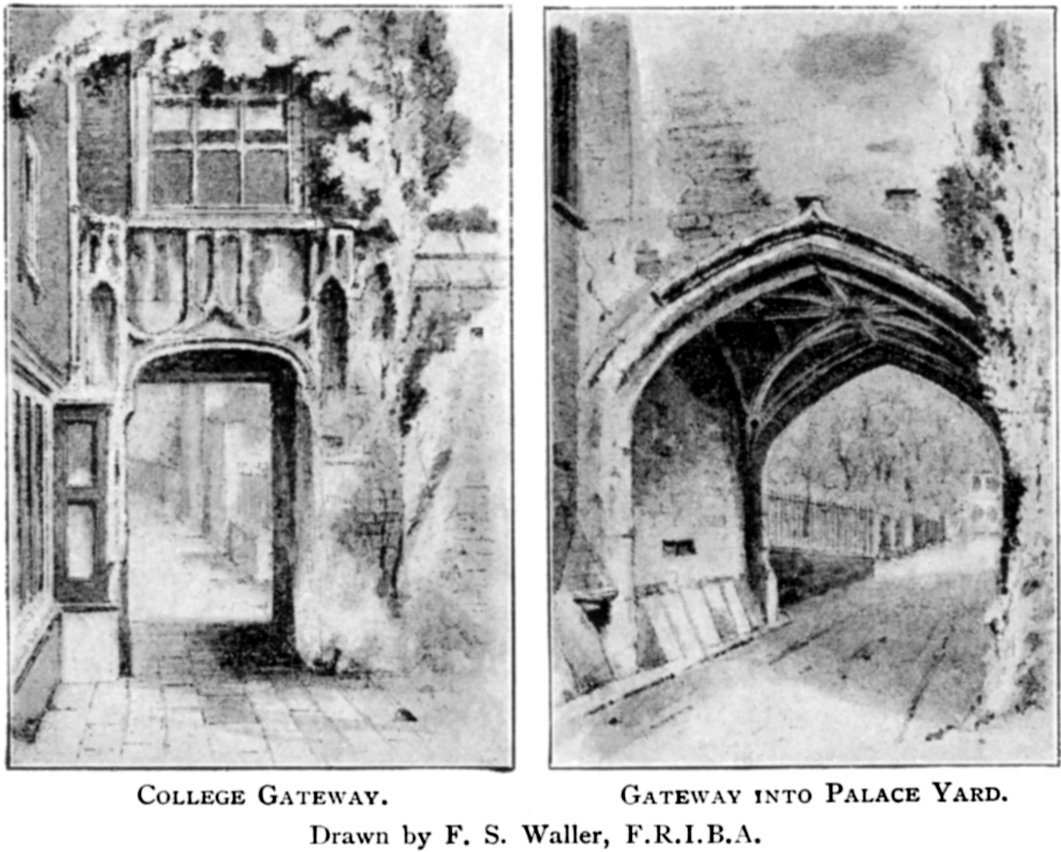 College Gateway.
Gateway into Palace Yard.
Drawn by F. S. Waller, F.R.I.B.A.